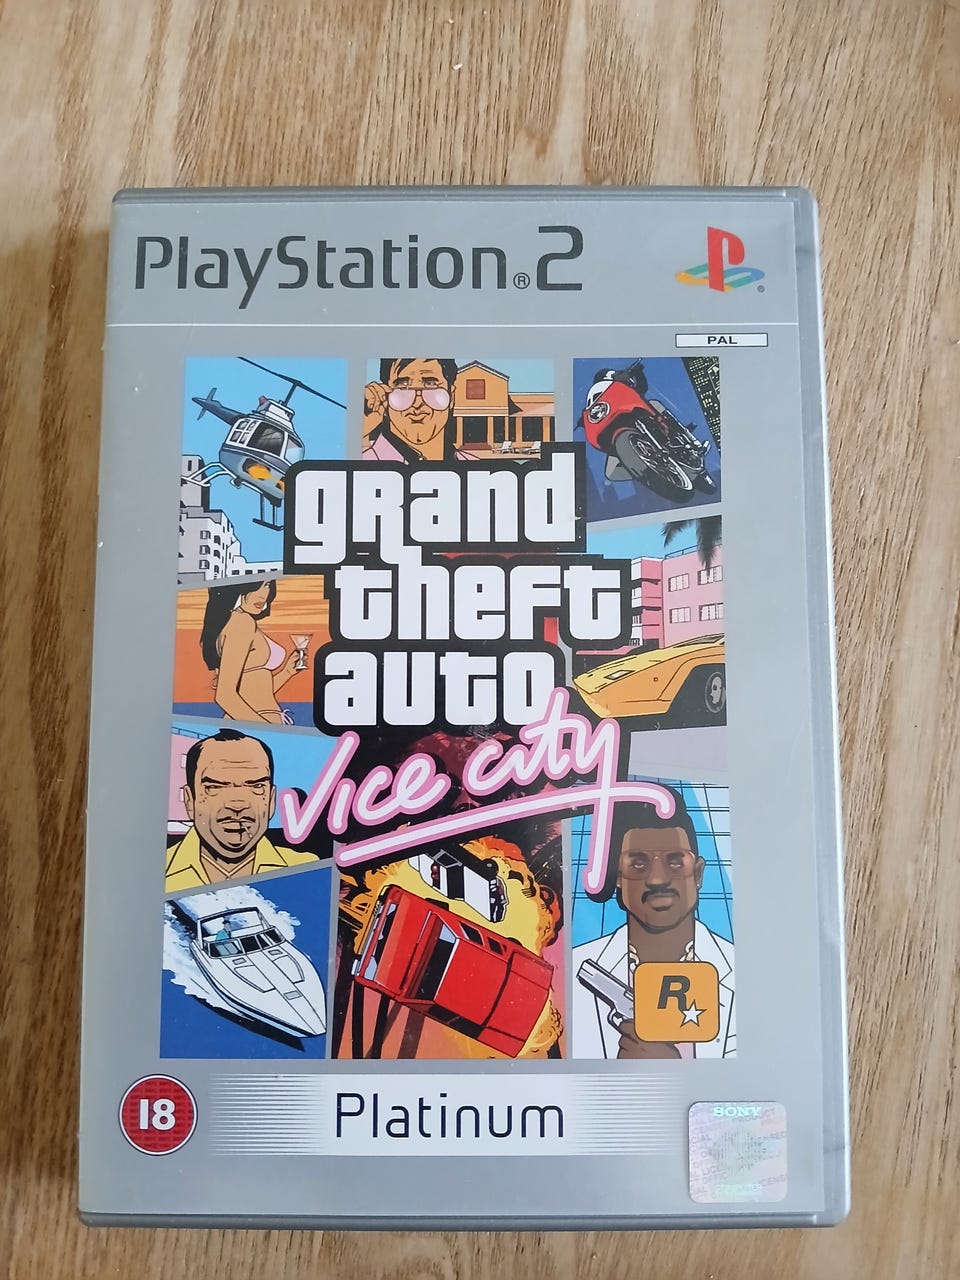 PlayStation®2
PAL
grand
theft
auto
Vice City
R
18
Platinum
SONY